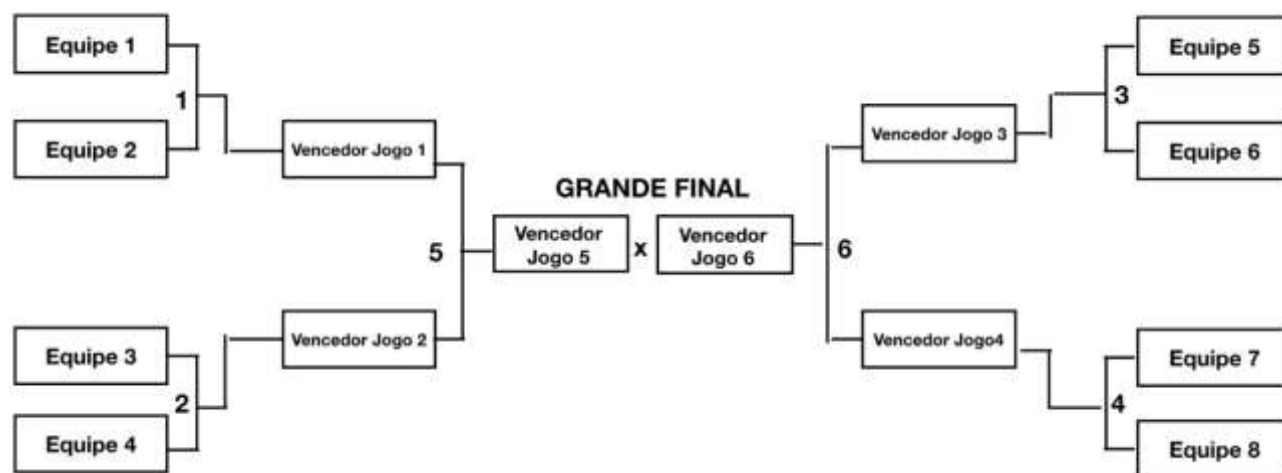 Equipe 1
1
Equipe 2
Vencedor Jogo 1
Equipe 3
2
Equipe 4
Vencedor Jogo 2
5
GRANDE FINAL
Vencedor
Jogo 5
x
Vencedor
Jogo 6
6
Vencedor Jogo 3
Equipe 5
3
Equipe 6
Vencedor Jogo4
Equipe 7
4
Equipe 8